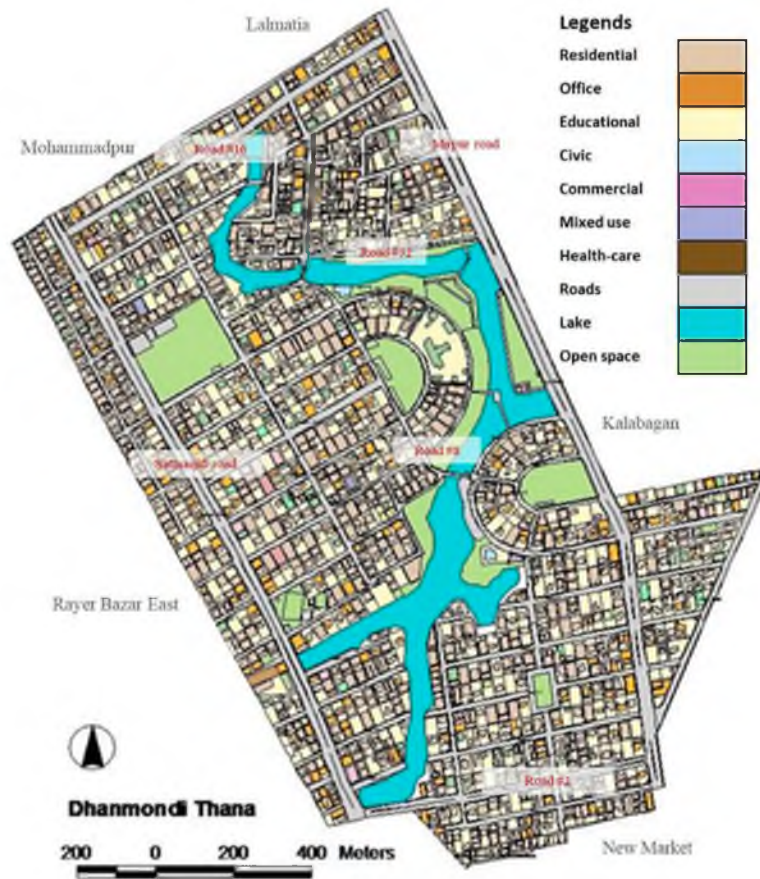 Lalmatia
Legends
Residential
Office
Educational
Civic
Commercial
Mixed use
Health-care
Roads
Lake
Open space
Mohammadpur
Road #16
Mirpur road
Road #32
Kalabagan
Road #8
road
Rayer Bazar East
Road #2
Dhanmondi Thana
200 0 200 400 Meters
New Market